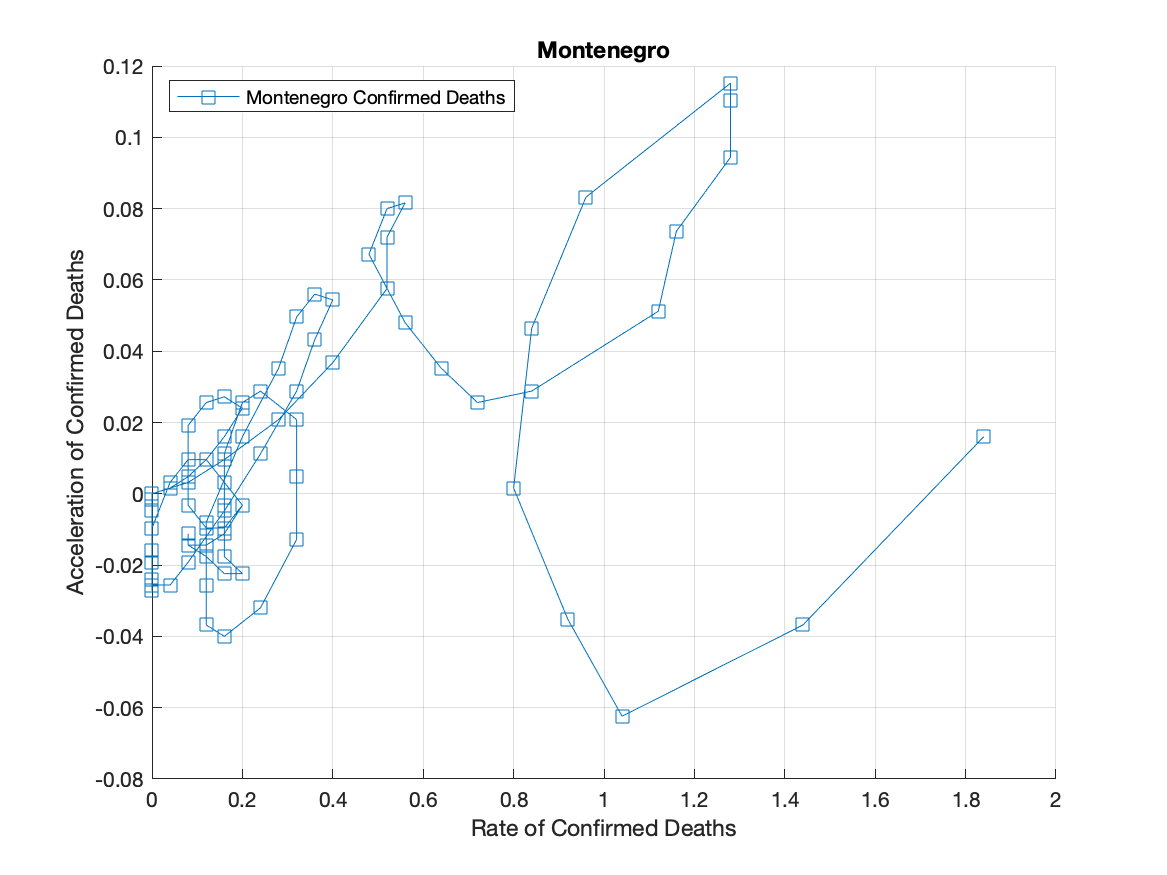 Montenegro
Montenegro Confirmed Deaths
0.12
0.1
0.08
0.06
0.04
0.02
0
-0.02
-0.04
-0.06
-0.08
Acceleration of Confirmed Deaths
0 0.2 0.4 0.6 0.8 1 1.2 1.4 1.6 1.8 2
Rate of Confirmed Deaths